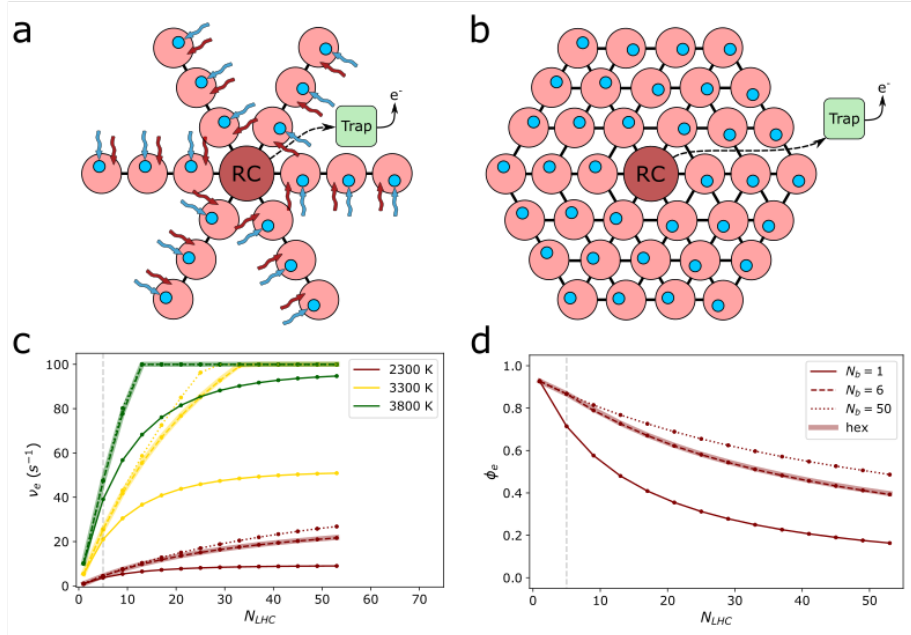 a
b
RC
Trap
e-
RC
Trap
e-
c
ν_e (s⁻¹)
100
80
60
40
20
0
0 10 20 30 40 50 60 70
N_LHC
2300 K
3300 K
3800 K
d
ϕ_e
1.0
0.8
0.6
0.4
0.2
0.0
0 10 20 30 40 50
N_LHC
N_b = 1
N_b = 6
N_b = 50
hex